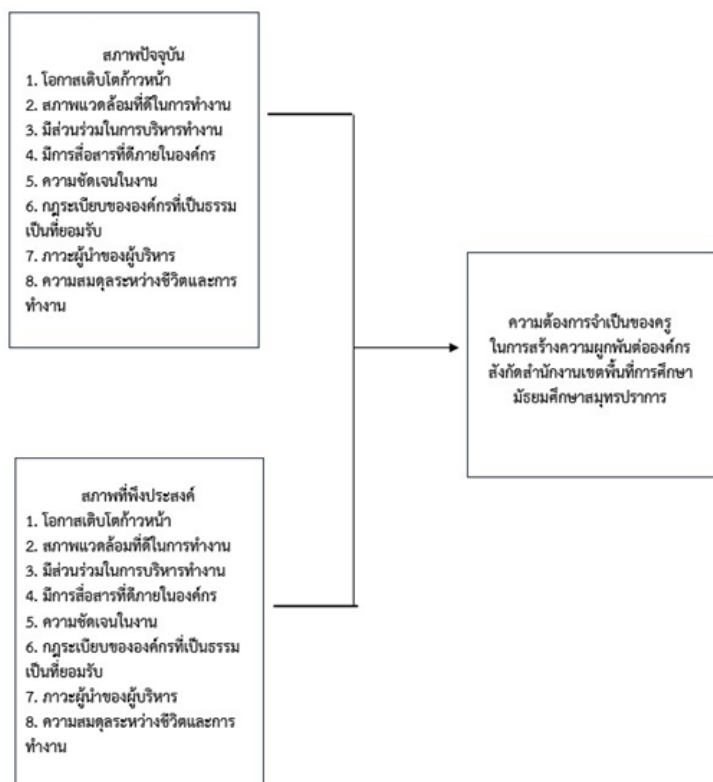 สภาพปัจจุบัน
1. โอกาสเติบโตก้าวหน้า
2. สภาพแวดล้อมที่ดีในการทำงาน
3. มีส่วนร่วมในการบริหารทำงาน
4. มีการสื่อสารที่ดีภายในองค์กร
5. ความชัดเจนในงาน
6. กฎระเบียบขององค์กรที่เป็นธรรม
เป็นที่ยอมรับ
7. ภาวะผู้นำของผู้บริหาร
8. ความสมดุลระหว่างชีวิตและการ
ทำงาน
ความต้องการจำเป็นของครู
ในการสร้างความผูกพันต่อองค์กร
สังกัดสำนักงานเขตพื้นที่การศึกษา
มัธยมศึกษาสมุทรปราการ
สภาพที่พึงประสงค์
1. โอกาสเติบโตก้าวหน้า
2. สภาพแวดล้อมที่ดีในการทำงาน
3. มีส่วนร่วมในการบริหารทำงาน
4. มีการสื่อสารที่ดีภายในองค์กร
5. ความชัดเจนในงาน
6. กฎระเบียบขององค์กรที่เป็นธรรม
เป็นที่ยอมรับ
7. ภาวะผู้นำของผู้บริหาร
8. ความสมดุลระหว่างชีวิตและการ
ทำงาน